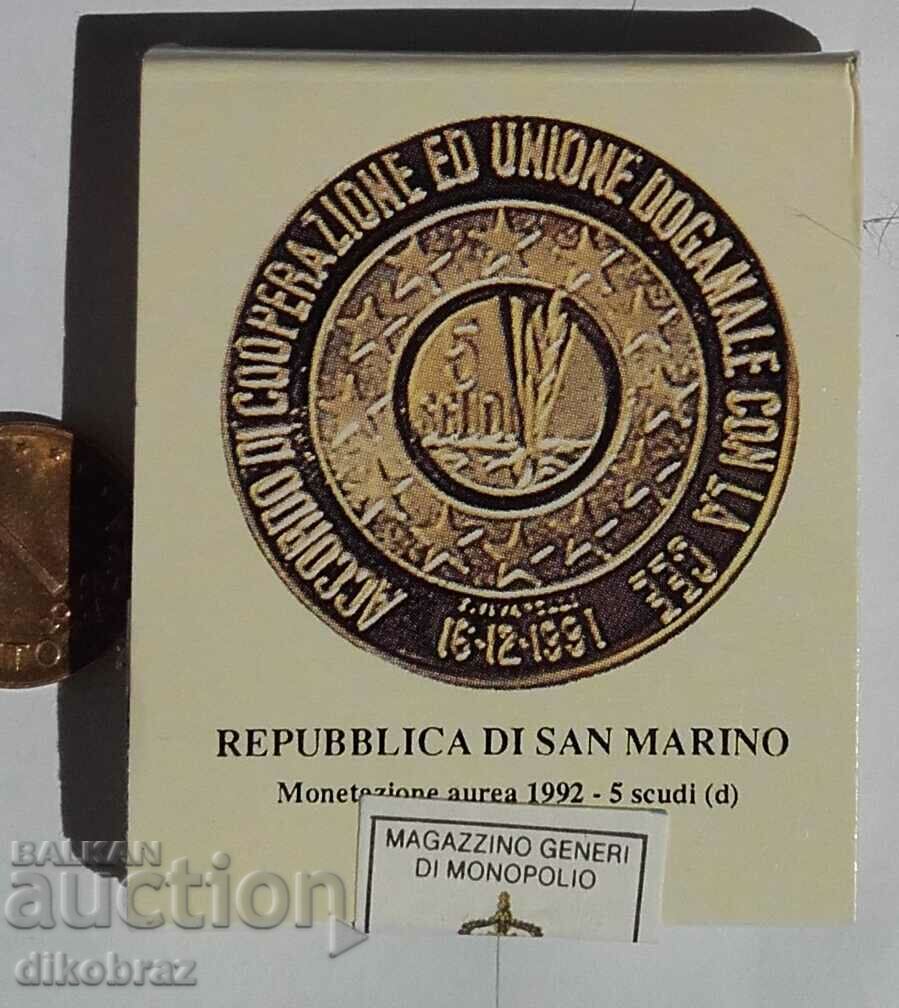 ACCORDO DI COOPERAZIONE ED UNIONE DOGANALE CON LA CEE
16·12·1991
REPUBBLICA DI SAN MARINO
Monetazione aurea 1992 - 5 scudi (d)
MAGAZZINO GENERI
DI MONOPOLIO
TO
BALKAN
auction
dikobraz